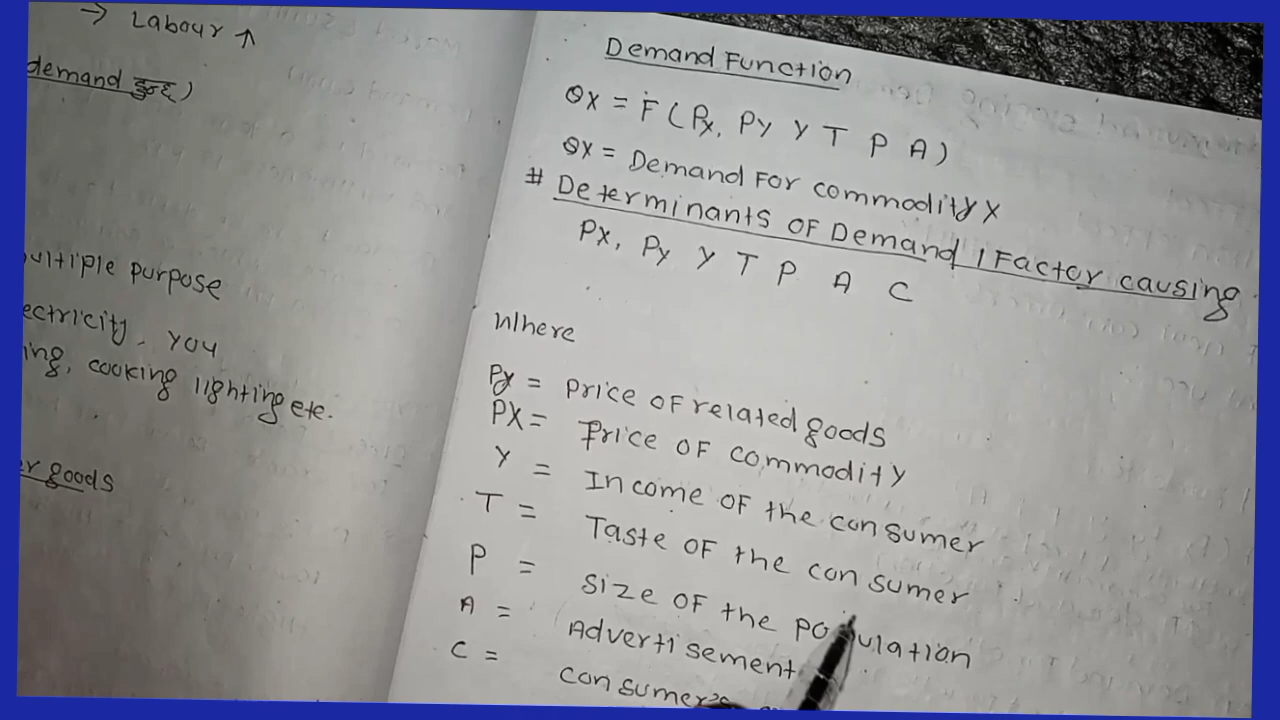 → Labour ↑
demand हुन्छ)
multiple purpose
ectricity, you
ing, cooking lighting etc.
er goods
Demand Function
QX = F (Px, Py Y T P A)
QX = Demand For commodity X
# Determinants OF Demand / Factor causing
PX, Py Y T P A C
Where
Py = price OF related goods
PX = Price OF commodity
Y = Income OF the consumer
T = Taste OF the consumer
P = size OF the population
A = Advertisement
C = consumer's